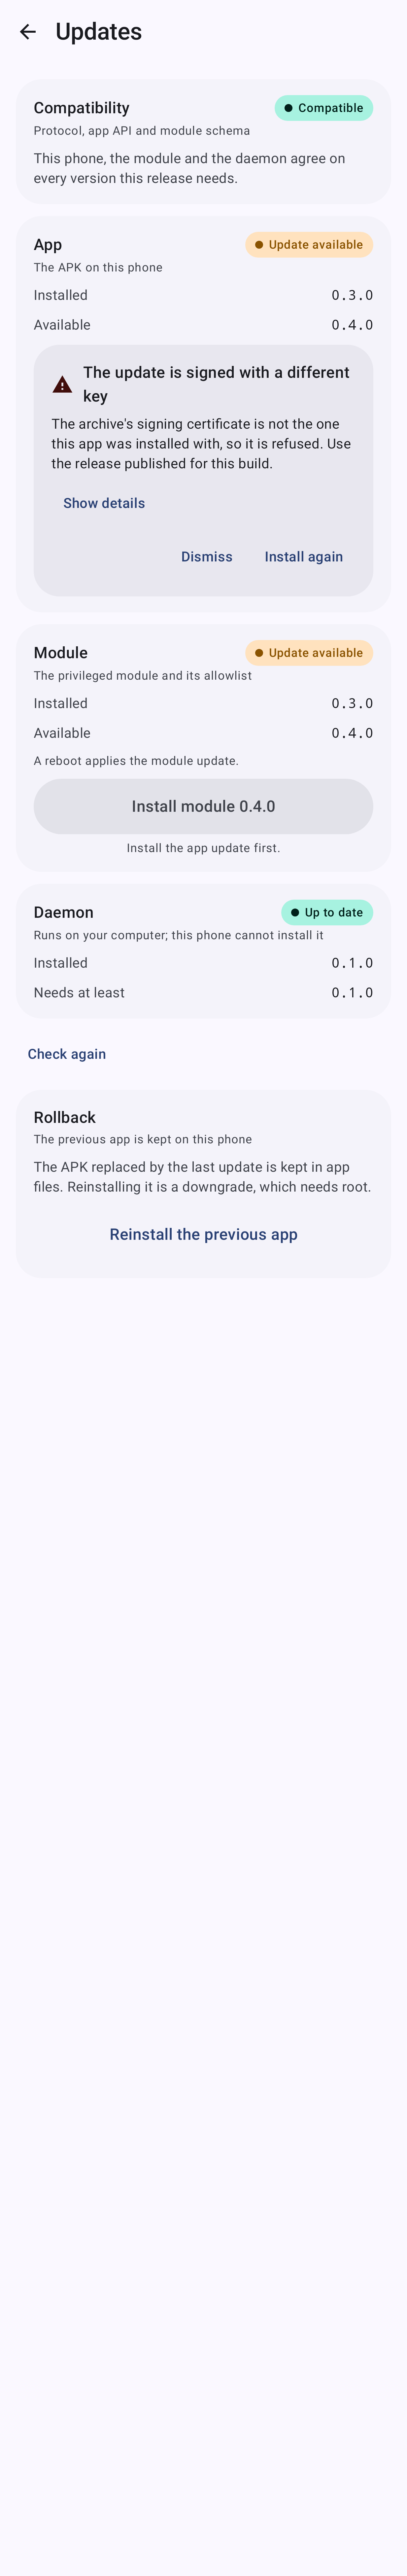 Updates
Compatibility
Compatible
Protocol, app API and module schema
This phone, the module and the daemon agree on
every version this release needs.
App
Update available
The APK on this phone
Installed
0.3.0
Available
0.4.0
The update is signed with a different
key
The archive's signing certificate is not the one
this app was installed with, so it is refused. Use
the release published for this build.
Show details
Dismiss
Install again
Module
Update available
The privileged module and its allowlist
Installed
0.3.0
Available
0.4.0
A reboot applies the module update.
Install module 0.4.0
Install the app update first.
Daemon
Up to date
Runs on your computer; this phone cannot install it
Installed
0.1.0
Needs at least
0.1.0
Check again
Rollback
The previous app is kept on this phone
The APK replaced by the last update is kept in app
files. Reinstalling it is a downgrade, which needs root.
Reinstall the previous app